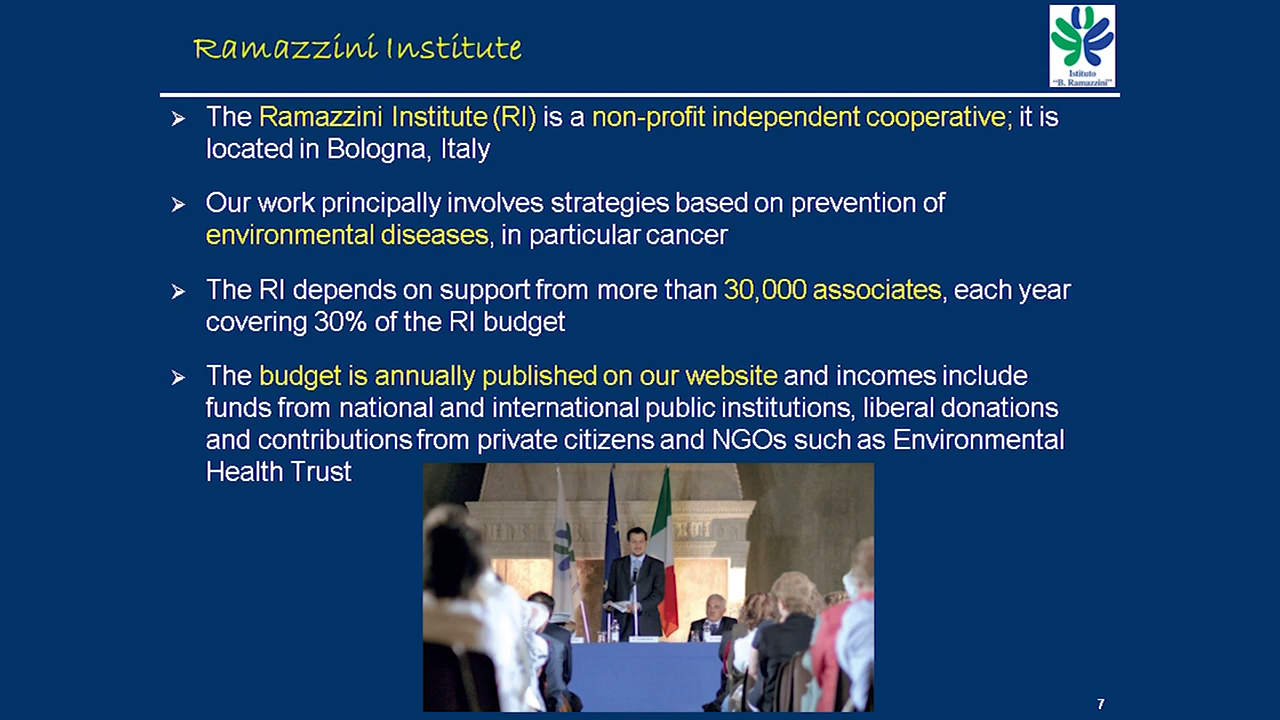 Ramazzini Institute
Istituto
"B. Ramazzini"
The Ramazzini Institute (RI) is a non-profit independent cooperative; it is
located in Bologna, Italy
Our work principally involves strategies based on prevention of
environmental diseases, in particular cancer
The RI depends on support from more than 30,000 associates, each year
covering 30% of the RI budget
The budget is annually published on our website and incomes include
funds from national and international public institutions, liberal donations
and contributions from private citizens and NGOs such as Environmental
Health Trust
7